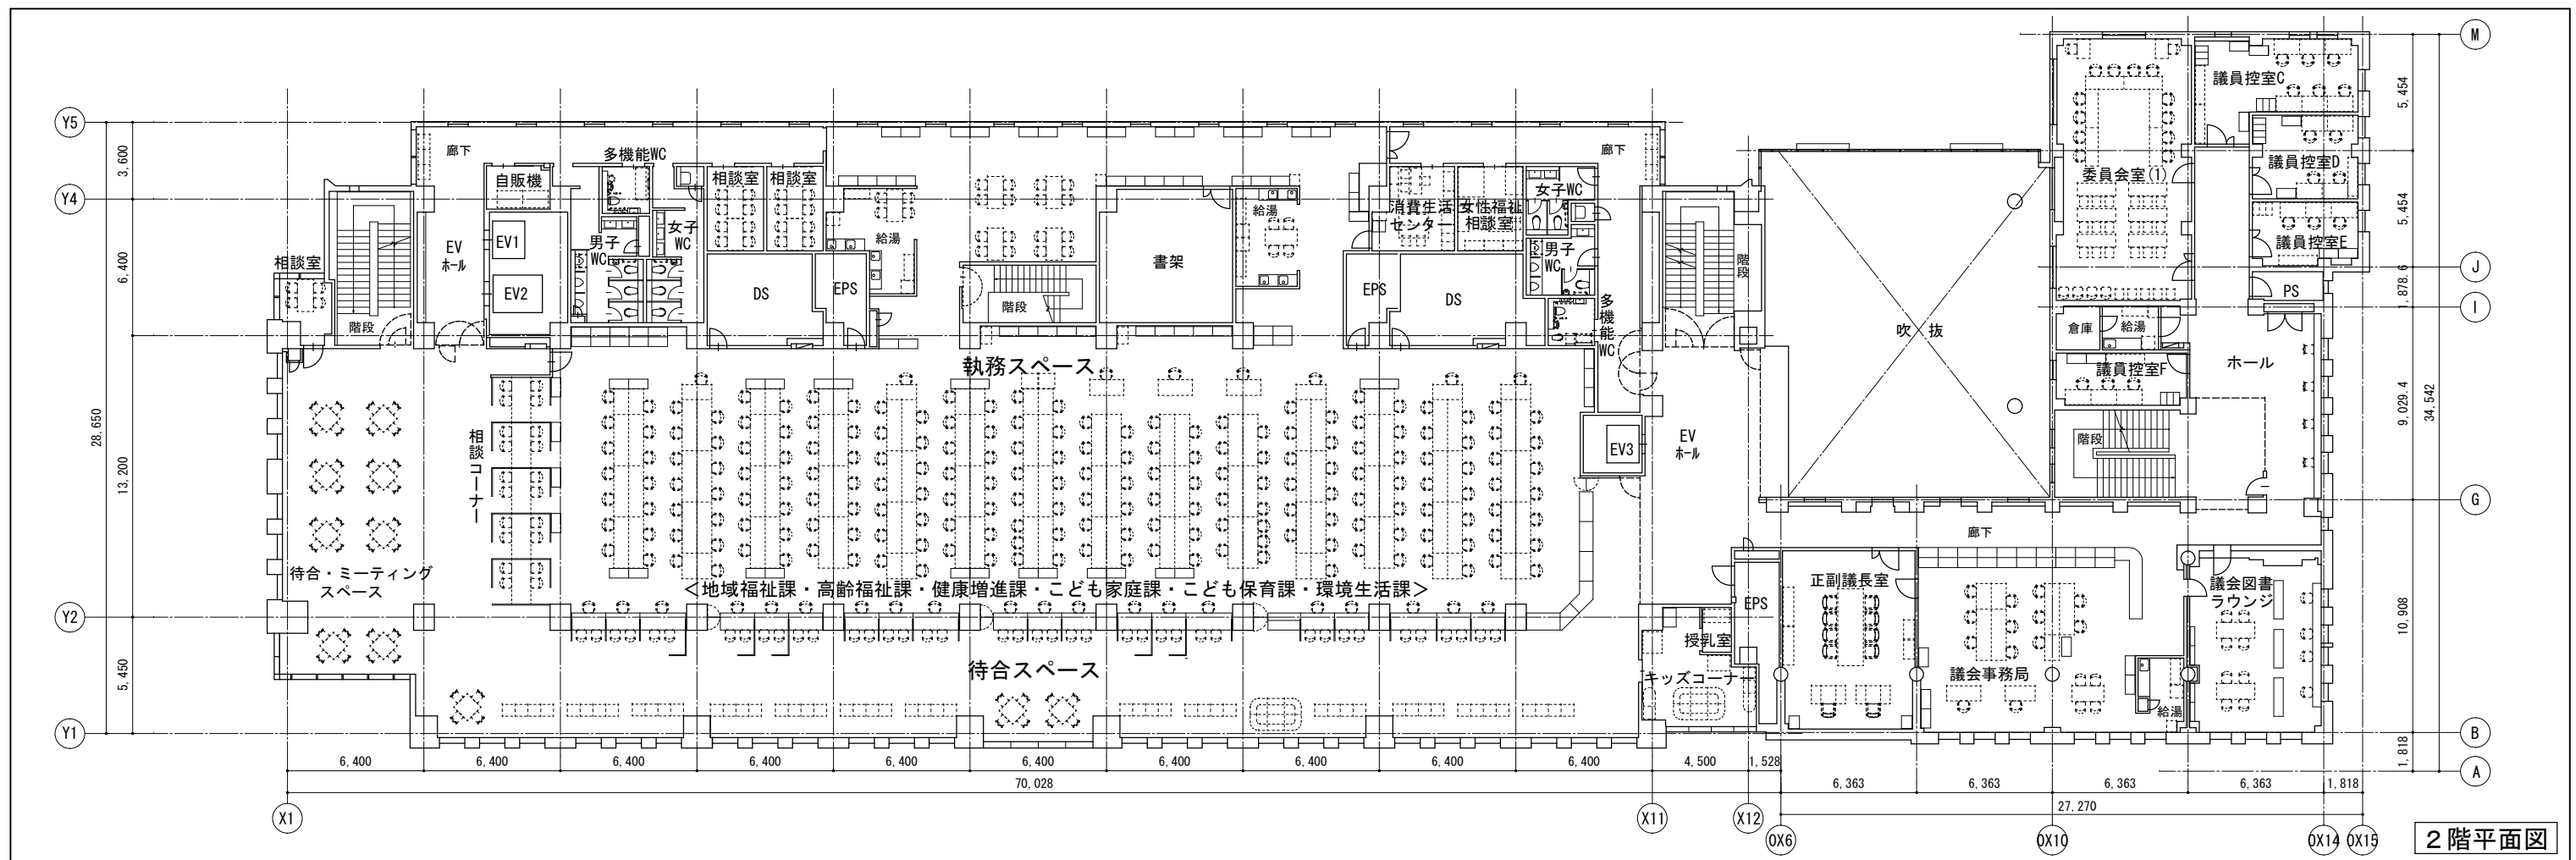 M
Y5
Y4
Y2
Y1
3,600
6,400
13,200
5,450
28,650
廊下
自販機
多機能WC
相談室
相談室
EV
ホール
EV1
EV2
男子
WC
女子
WC
給湯
相談室
階段
DS
EPS
階段
書架
給湯
消費生活
センター
女性福祉
相談室
女子WC
男子
WC
廊下
EPS
DS
多機能WC
階段
吹 抜
委員会室(1)
議員控室C
議員控室D
議員控室E
PS
倉庫
給湯
議員控室F
ホール
階段
執務スペース
相談コーナー
EV3
EV
ホール
待合・ミーティング
スペース
<地域福祉課・高齢福祉課・健康増進課・こども家庭課・こども保育課・環境生活課>
待合スペース
授乳室
キッズコーナー
EPS
廊下
正副議長室
議会事務局
給湯
議会図書
ラウンジ
5,454
5,454
1,878.6
9,029.4
10,908
1,818
34,542
J
I
G
B
A
6,400
6,400
6,400
6,400
6,400
6,400
6,400
6,400
6,400
6,400
4,500
1,528
70,028
6,363
6,363
6,363
6,363
1,818
27,270
X1
X11
X12
OX6
OX10
OX14
OX15
2階平面図